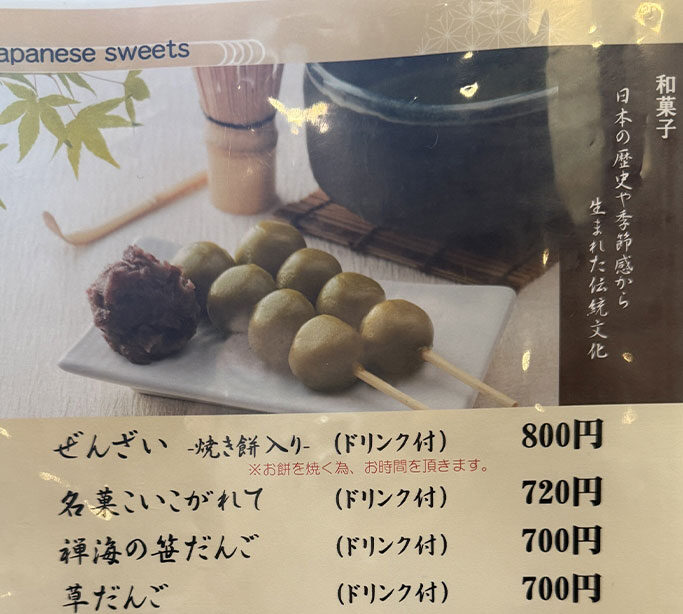 apanese sweets
和菓子
日本の歴史や季節感から
生まれた伝統文化
ぜんざい -焼き餅入り- (ドリンク付) 800円
※お餅を焼く為、お時間を頂きます。
名菓こいこがれて (ドリンク付) 720円
禅海の笹だんご (ドリンク付) 700円
草だんご (ドリンク付) 700円